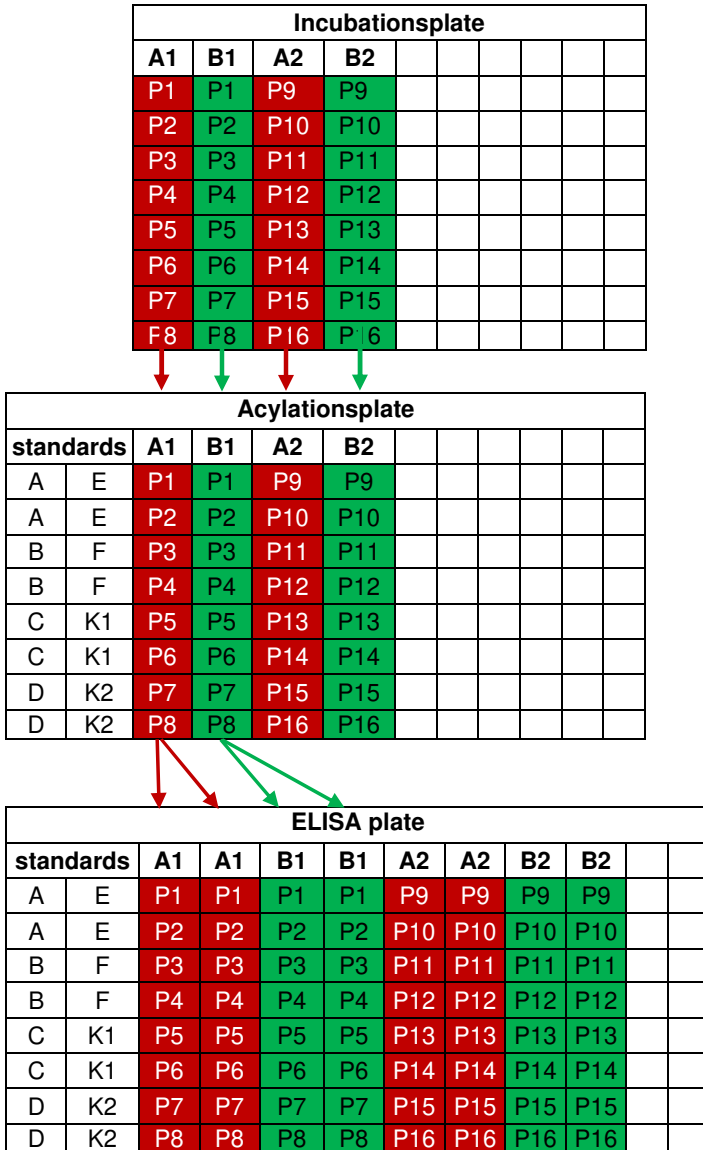 Incubationsplate
A1 B1 A2 B2
P1 P1 P9 P9
P2 P2 P10 P10
P3 P3 P11 P11
P4 P4 P12 P12
P5 P5 P13 P13
P6 P6 P14 P14
P7 P7 P15 P15
P8 P8 P16 P16
Acylationsplate
standards A1 B1 A2 B2
A E P1 P1 P9 P9
A E P2 P2 P10 P10
B F P3 P3 P11 P11
B F P4 P4 P12 P12
C K1 P5 P5 P13 P13
C K1 P6 P6 P14 P14
D K2 P7 P7 P15 P15
D K2 P8 P8 P16 P16
ELISA plate
standards A1 A1 B1 B1 A2 A2 B2 B2
A E P1 P1 P1 P1 P9 P9 P9 P9
A E P2 P2 P2 P2 P10 P10 P10 P10
B F P3 P3 P3 P3 P11 P11 P11 P11
B F P4 P4 P4 P4 P12 P12 P12 P12
C K1 P5 P5 P5 P5 P13 P13 P13 P13
C K1 P6 P6 P6 P6 P14 P14 P14 P14
D K2 P7 P7 P7 P7 P15 P15 P15 P15
D K2 P8 P8 P8 P8 P16 P16 P16 P16